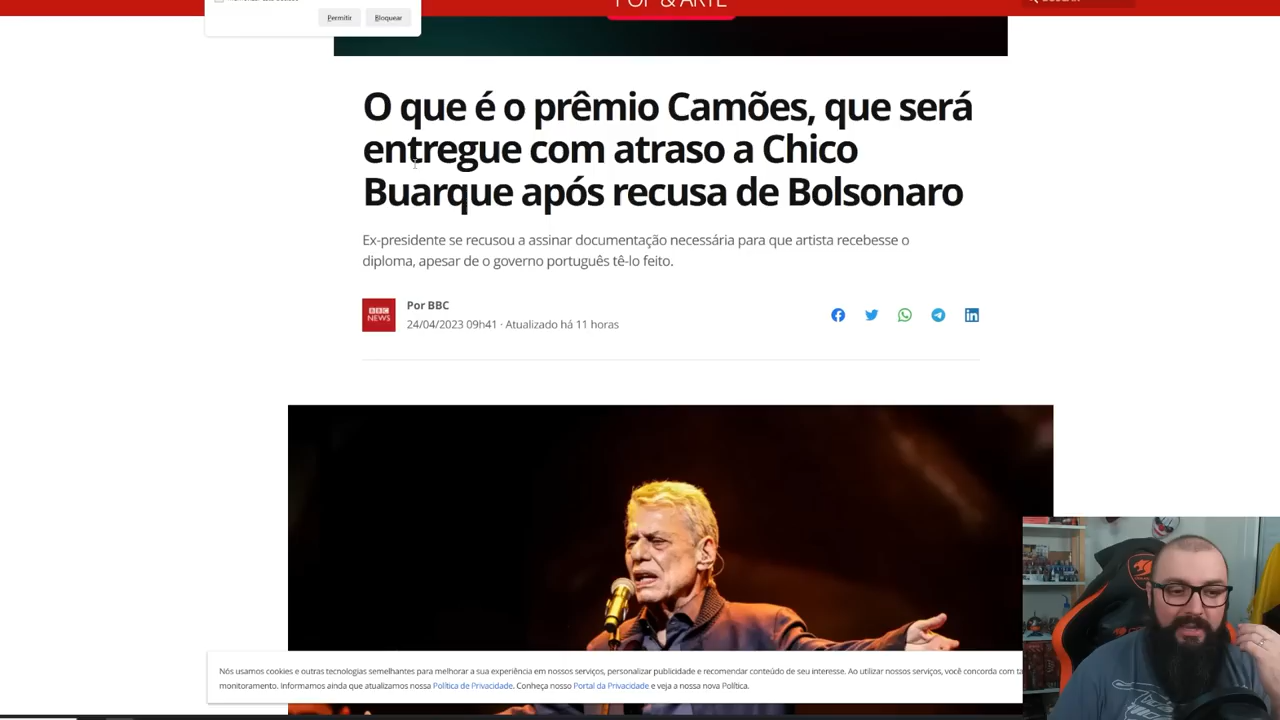 POP & ARTE
Permitir
Bloquear
O que é o prêmio Camões, que será
entregue com atraso a Chico
Buarque após recusa de Bolsonaro
Ex-presidente se recusou a assinar documentação necessária para que artista recebesse o
diploma, apesar de o governo português tê-lo feito.
BBC
NEWS
Por BBC
24/04/2023 09h41 · Atualizado há 11 horas
Nós usamos cookies e outras tecnologias semelhantes para melhorar a sua experiência em nossos serviços, personalizar publicidade e recomendar conteúdo de seu interesse. Ao utilizar nossos serviços, você concorda com ta
monitoramento. Informamos ainda que atualizamos nossa Política de Privacidade. Conheça nosso Portal da Privacidade e veja a nossa nova Política.